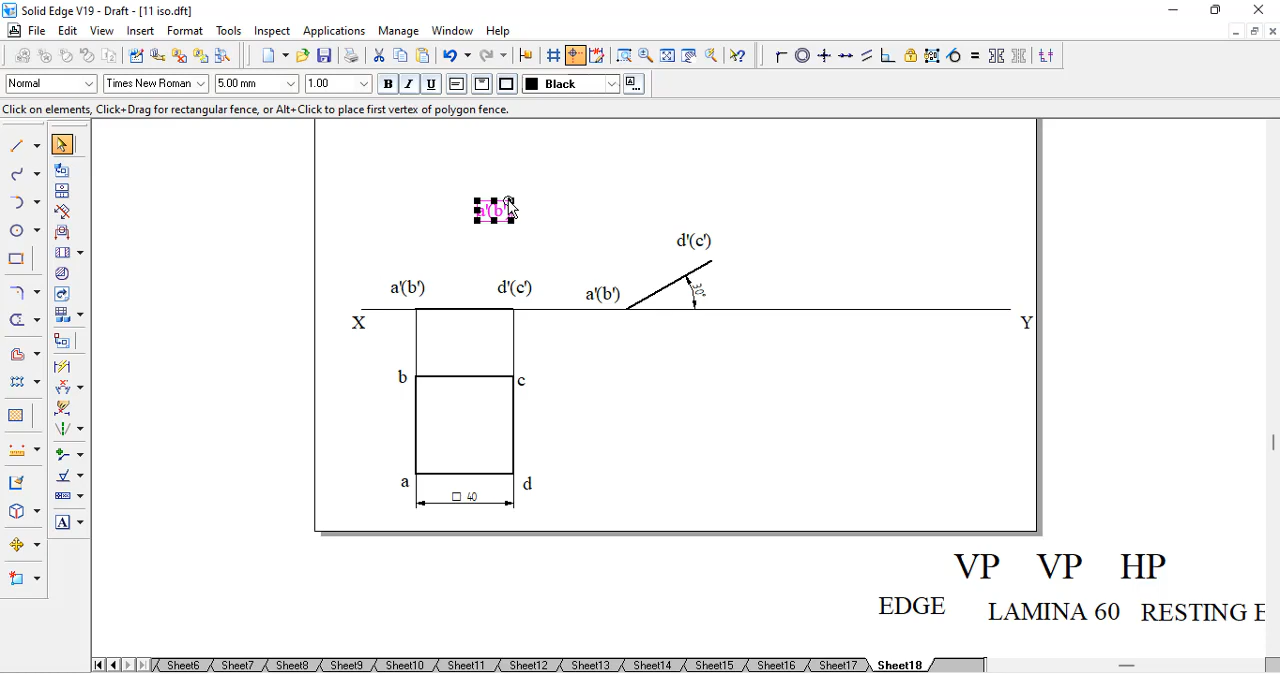 Solid Edge V19 - Draft - [11 iso.dft]
File Edit View Insert Format Tools Inspect Applications Manage Window Help
Normal Times New Roman 5.00 mm 1.00 B I U Black A
Click on elements, Click+Drag for rectangular fence, or Alt+Click to place first vertex of polygon fence.
a'(b')
d'(c')
a'(b') d'(c') a'(b') 30°
X Y
b c
a d
□ 40
A
VP VP HP
EDGE LAMINA 60 RESTING E
Sheet6 Sheet7 Sheet8 Sheet9 Sheet10 Sheet11 Sheet12 Sheet13 Sheet14 Sheet15 Sheet16 Sheet17 Sheet18